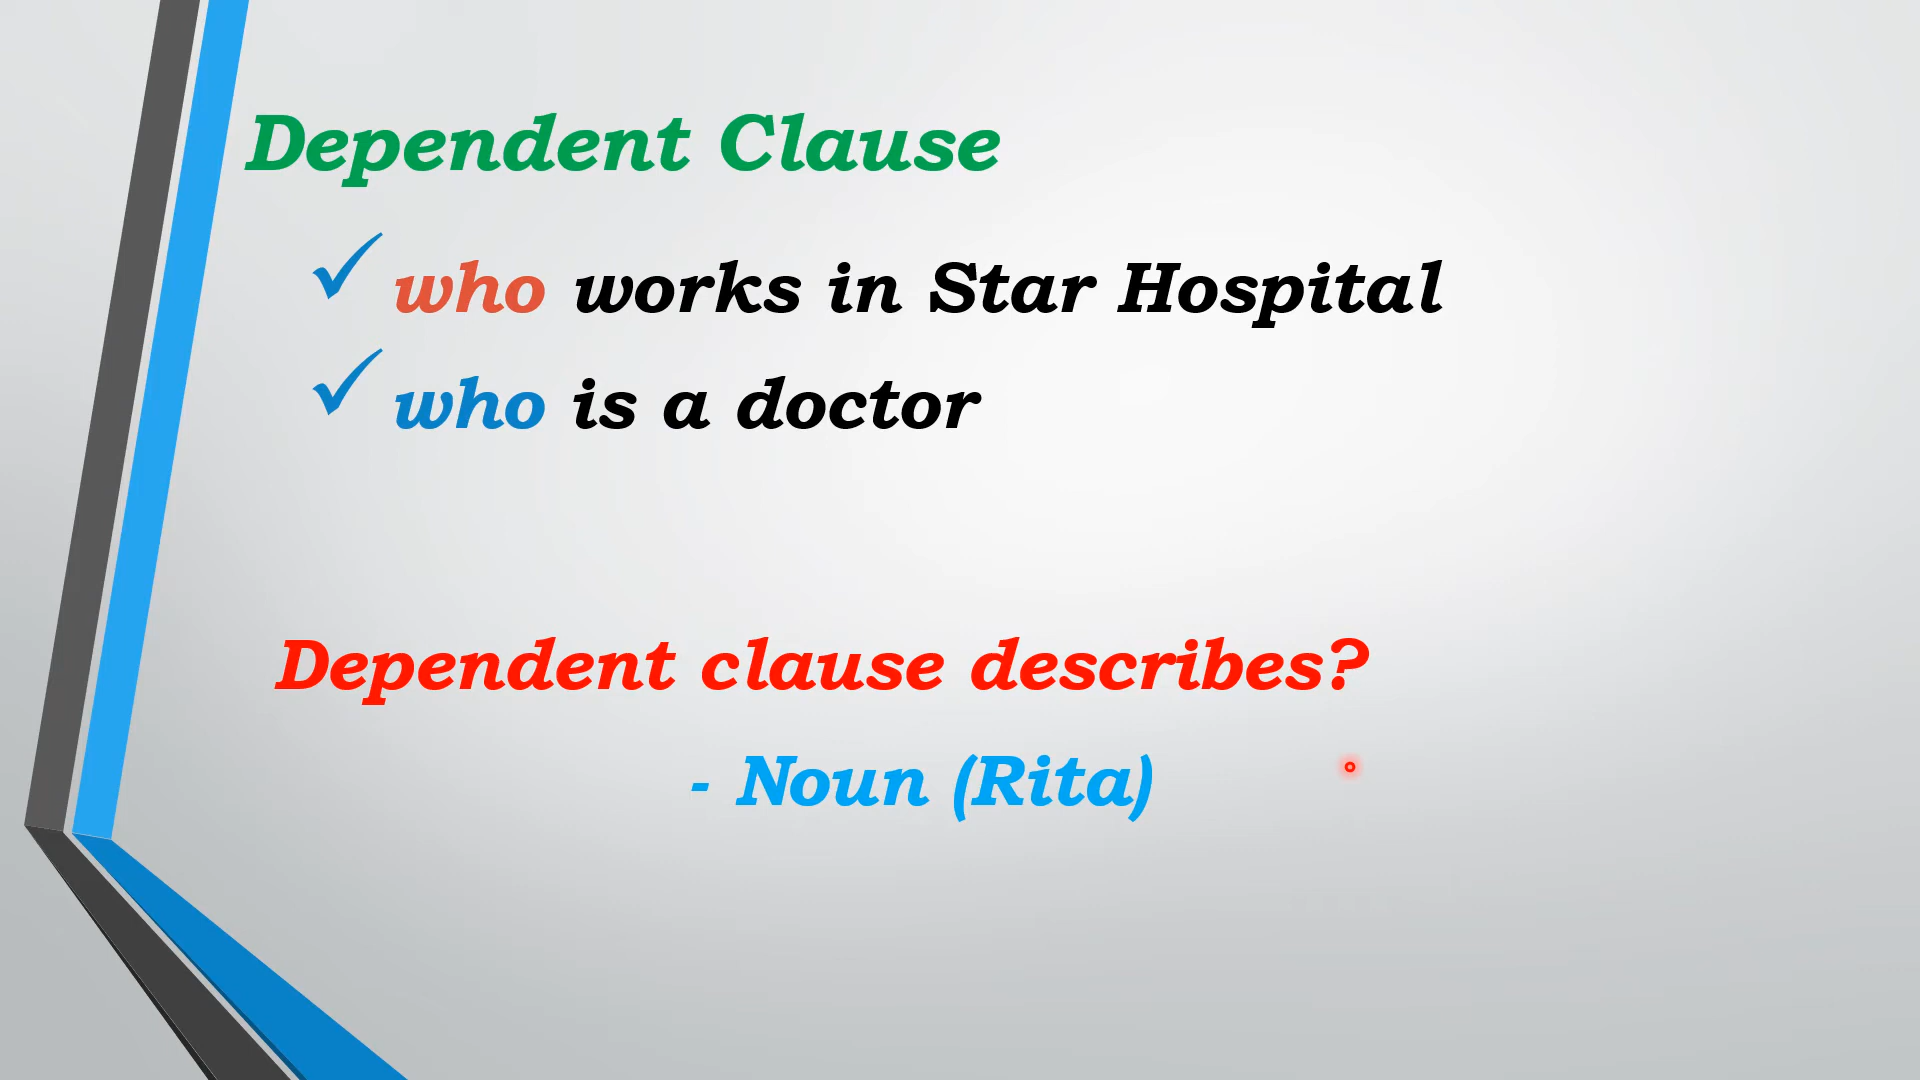 Dependent Clause
who works in Star Hospital
who is a doctor
Dependent clause describes?
- Noun (Rita)